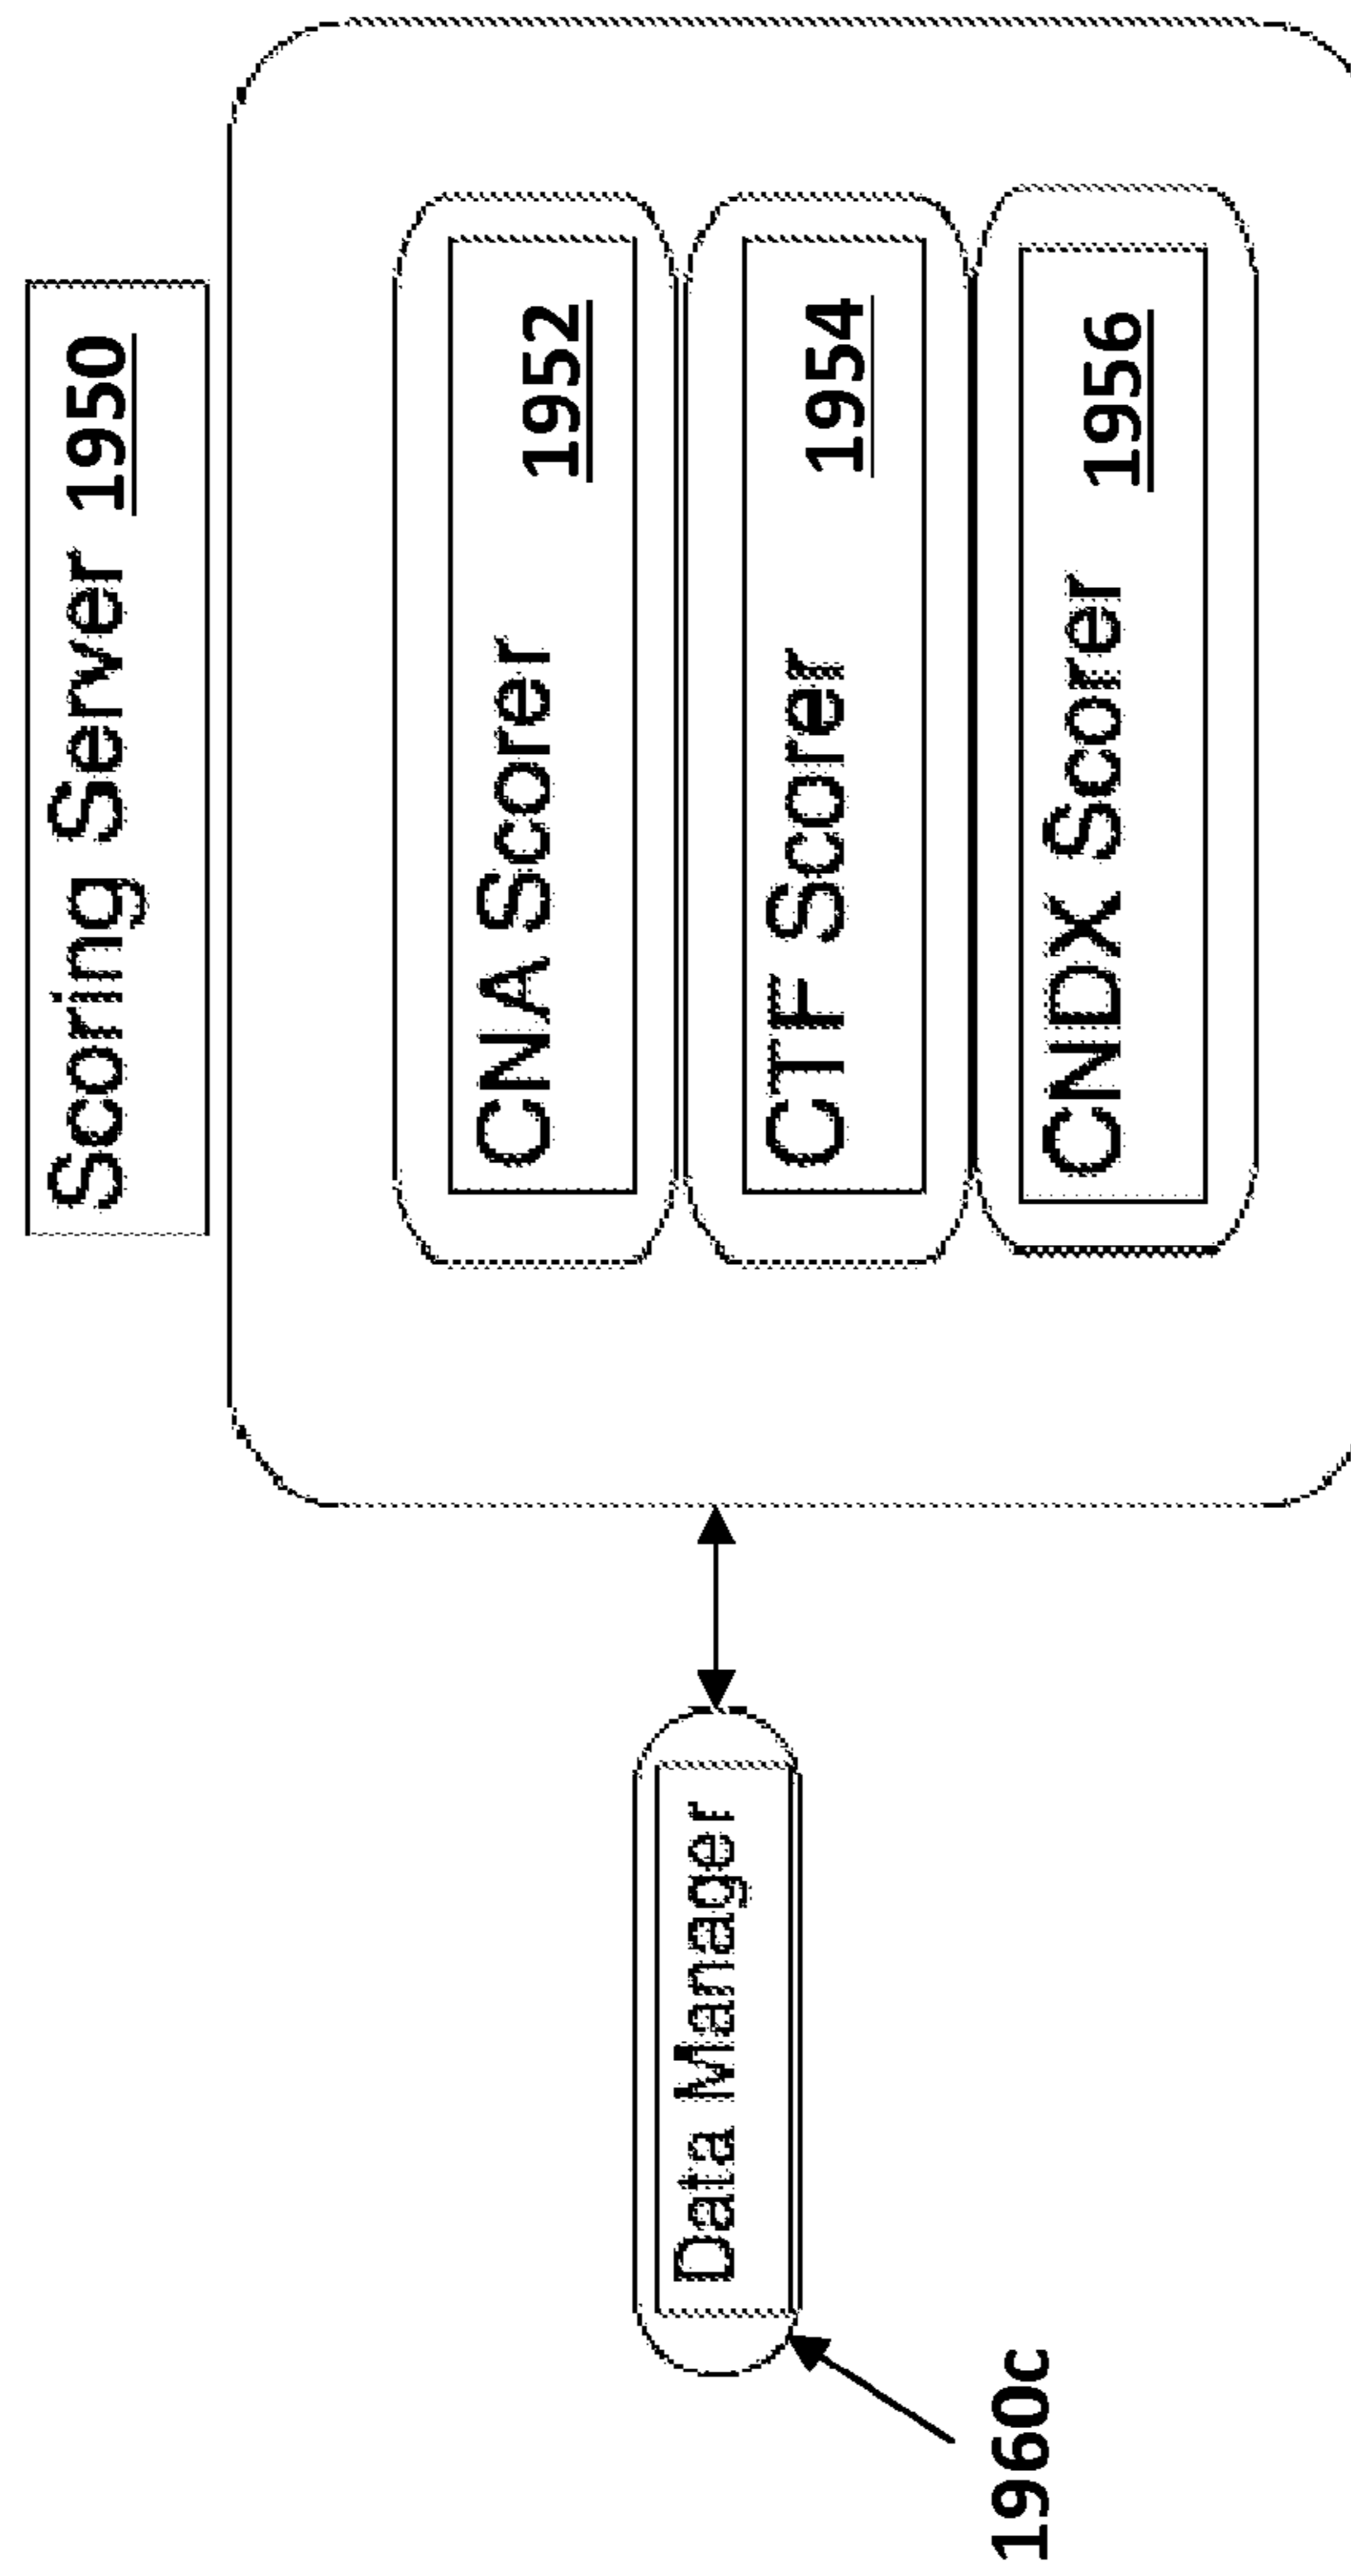 Scoring Server 1950
CNA Scorer 1952
CTF Scorer 1954
CNDX Scorer 1956
Data Manager
1960c